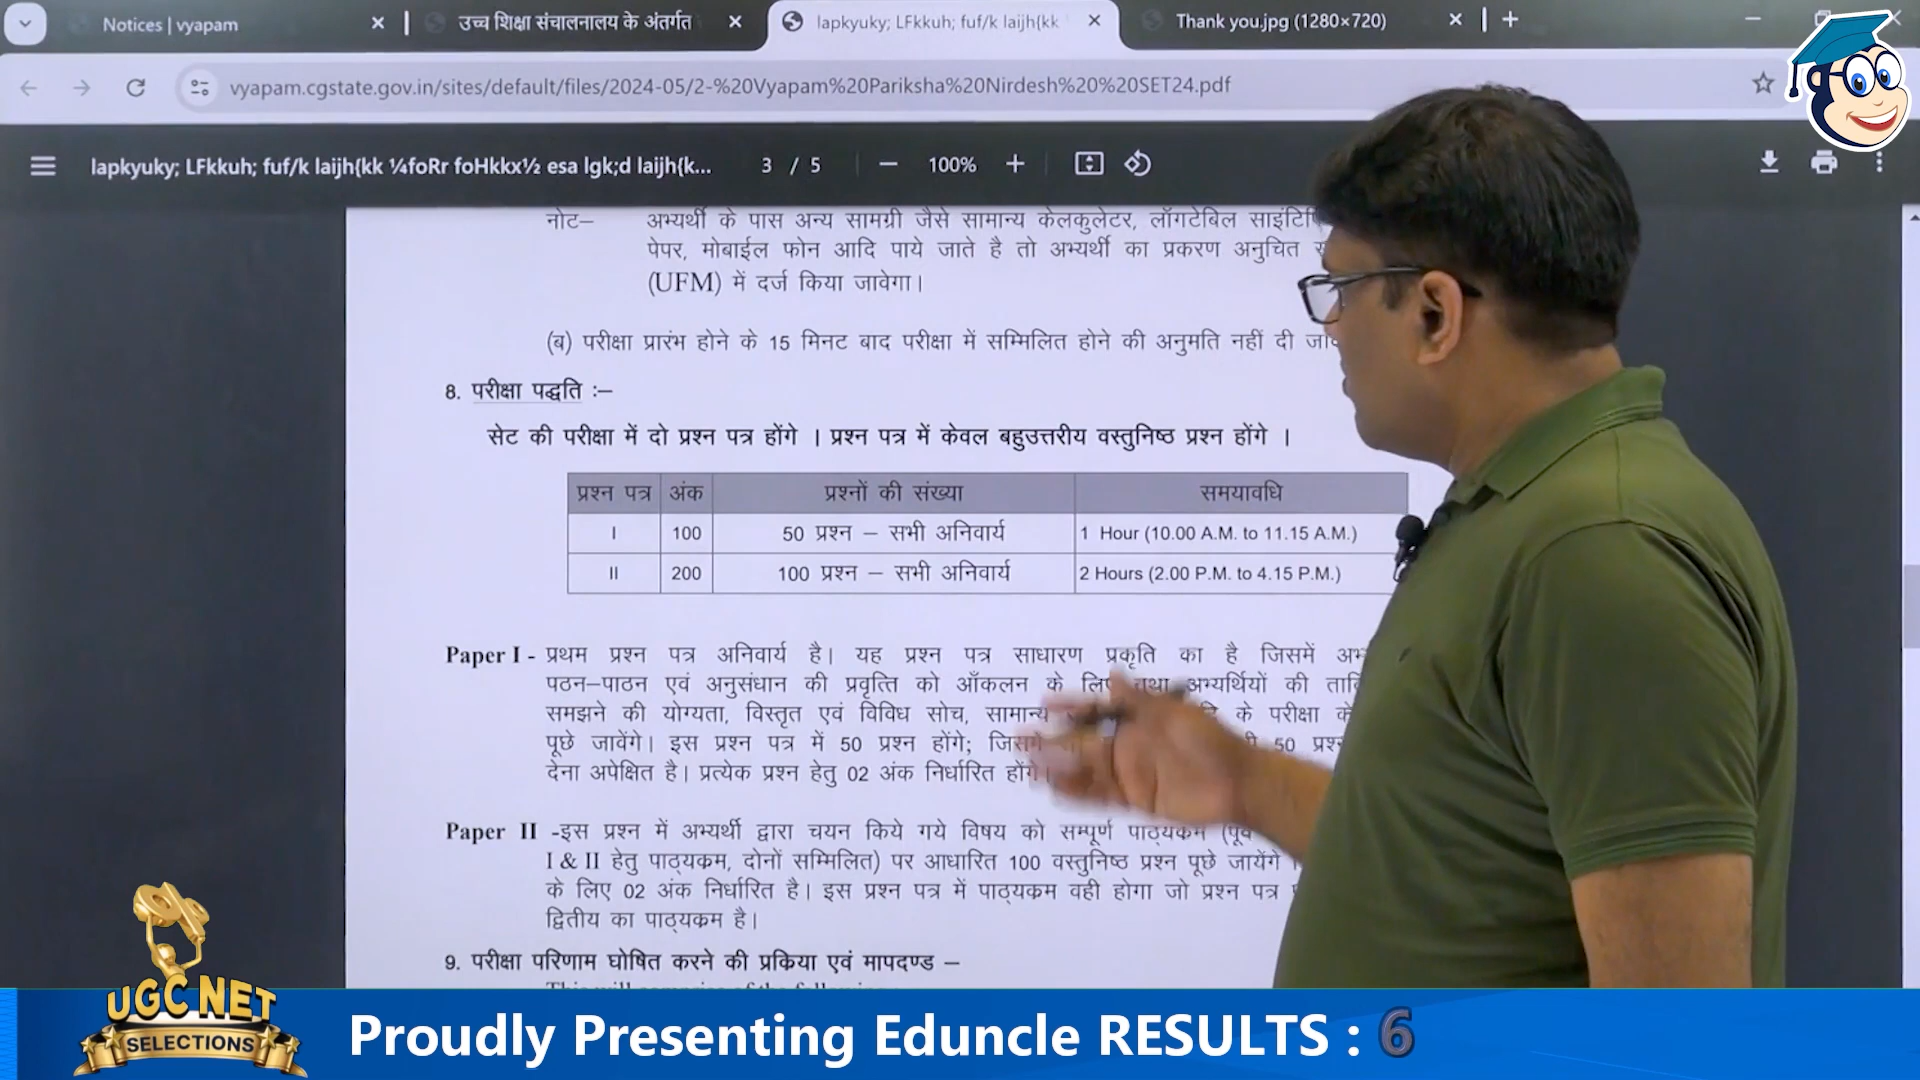 Notices | vyapam
उच्च शिक्षा संचालनालय के अंतर्गत
lapkyuky; LFkkuh; fuf/k laijh{kk
Thank you.jpg (1280×720)
vyapam.cgstate.gov.in/sites/default/files/2024-05/2-%20Vyapam%20Pariksha%20Nirdesh%20%20SET24.pdf
lapkyuky; LFkkuh; fuf/k laijh{kk ¼foRr foHkkx½ esa lgk;d laijh{k...
3 / 5
100%
नोट– अभ्यर्थी के पास अन्य सामग्री जैसे सामान्य केलकुलेटर, लॉगटेबिल
पेपर, मोबाईल फोन आदि पाये जाते है तो अभ्यर्थी का प्रकरण अनुचित
(UFM) में दर्ज किया जावेगा।
(ब) परीक्षा प्रारंभ होने के 15 मिनट बाद परीक्षा में सम्मिलित होने की अनुमति नहीं दी
8. परीक्षा पद्धति :–
सेट की परीक्षा में दो प्रश्न पत्र होंगे । प्रश्न पत्र में केवल बहुउत्तरीय वस्तुनिष्ठ प्रश्न होंगे ।
प्रश्न पत्र अंक प्रश्नों की संख्या समयावधि
I 100 50 प्रश्न – सभी अनिवार्य 1 Hour (10.00 A.M. to 11.15 A.M.)
II 200 100 प्रश्न – सभी अनिवार्य 2 Hours (2.00 P.M. to 4.15 P.M.)
Paper I - प्रथम प्रश्न पत्र अनिवार्य है। यह प्रश्न पत्र साधारण प्रकृति का है जिसमें
पठन–पाठन एवं अनुसंधान की प्रवृत्ति को आँकलन के लिए तथा अभ्यर्थियों की
समझने की योग्यता, विस्तृत एवं विविध सोच, सामान्य के परीक्षा
पूछे जावेंगे। इस प्रश्न पत्र में 50 प्रश्न होंगे; 50
देना अपेक्षित है। प्रत्येक प्रश्न हेतु 02 अंक निर्धारित होंगे।
Paper II -इस प्रश्न में अभ्यर्थी द्वारा चयन किये गये विषय को सम्पूर्ण पाठ्यक्रम
I & II हेतु पाठ्यक्रम, दोनों सम्मिलित) पर आधारित 100 वस्तुनिष्ठ प्रश्न पूछे जायेंगे
के लिए 02 अंक निर्धारित है। इस प्रश्न पत्र में पाठ्यक्रम वही होगा जो प्रश्न पत्र
द्वितीय का पाठ्यक्रम है।
9. परीक्षा परिणाम घोषित करने की प्रक्रिया एवं मापदण्ड –
UGC NET
SELECTIONS
Proudly Presenting Eduncle RESULTS : 6